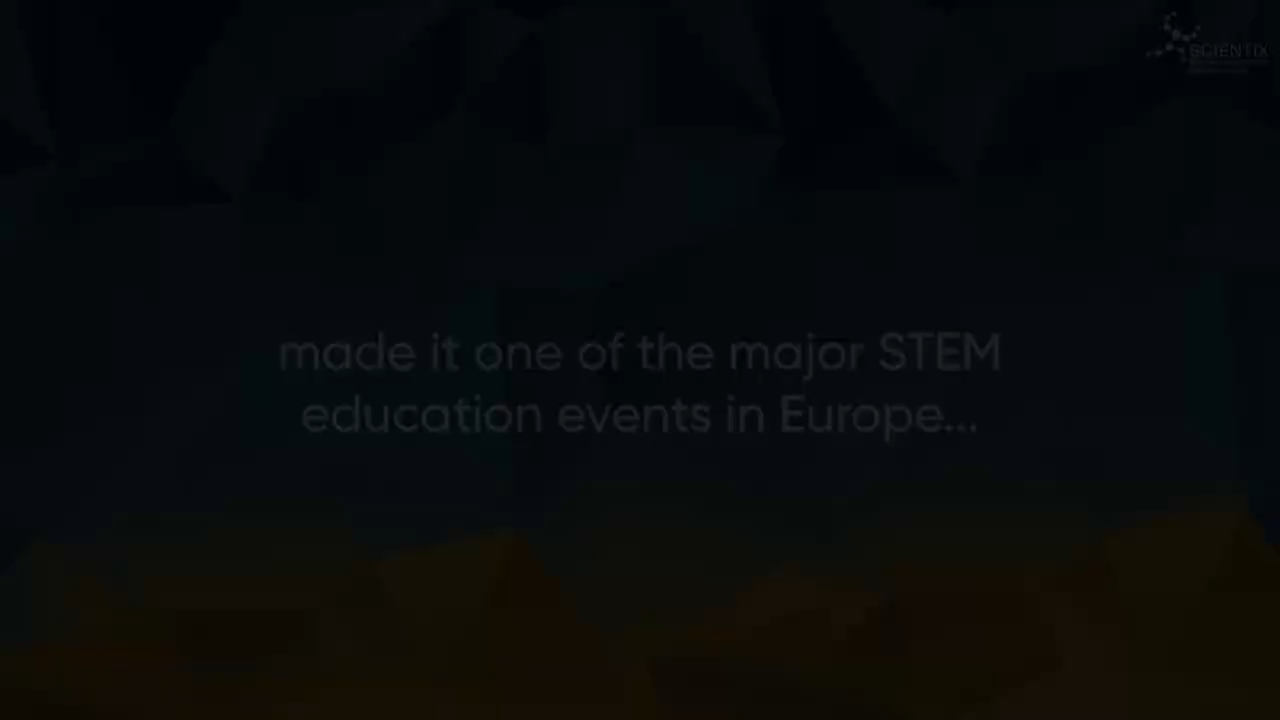 SCIENTIX
made it one of the major STEM
education events in Europe...